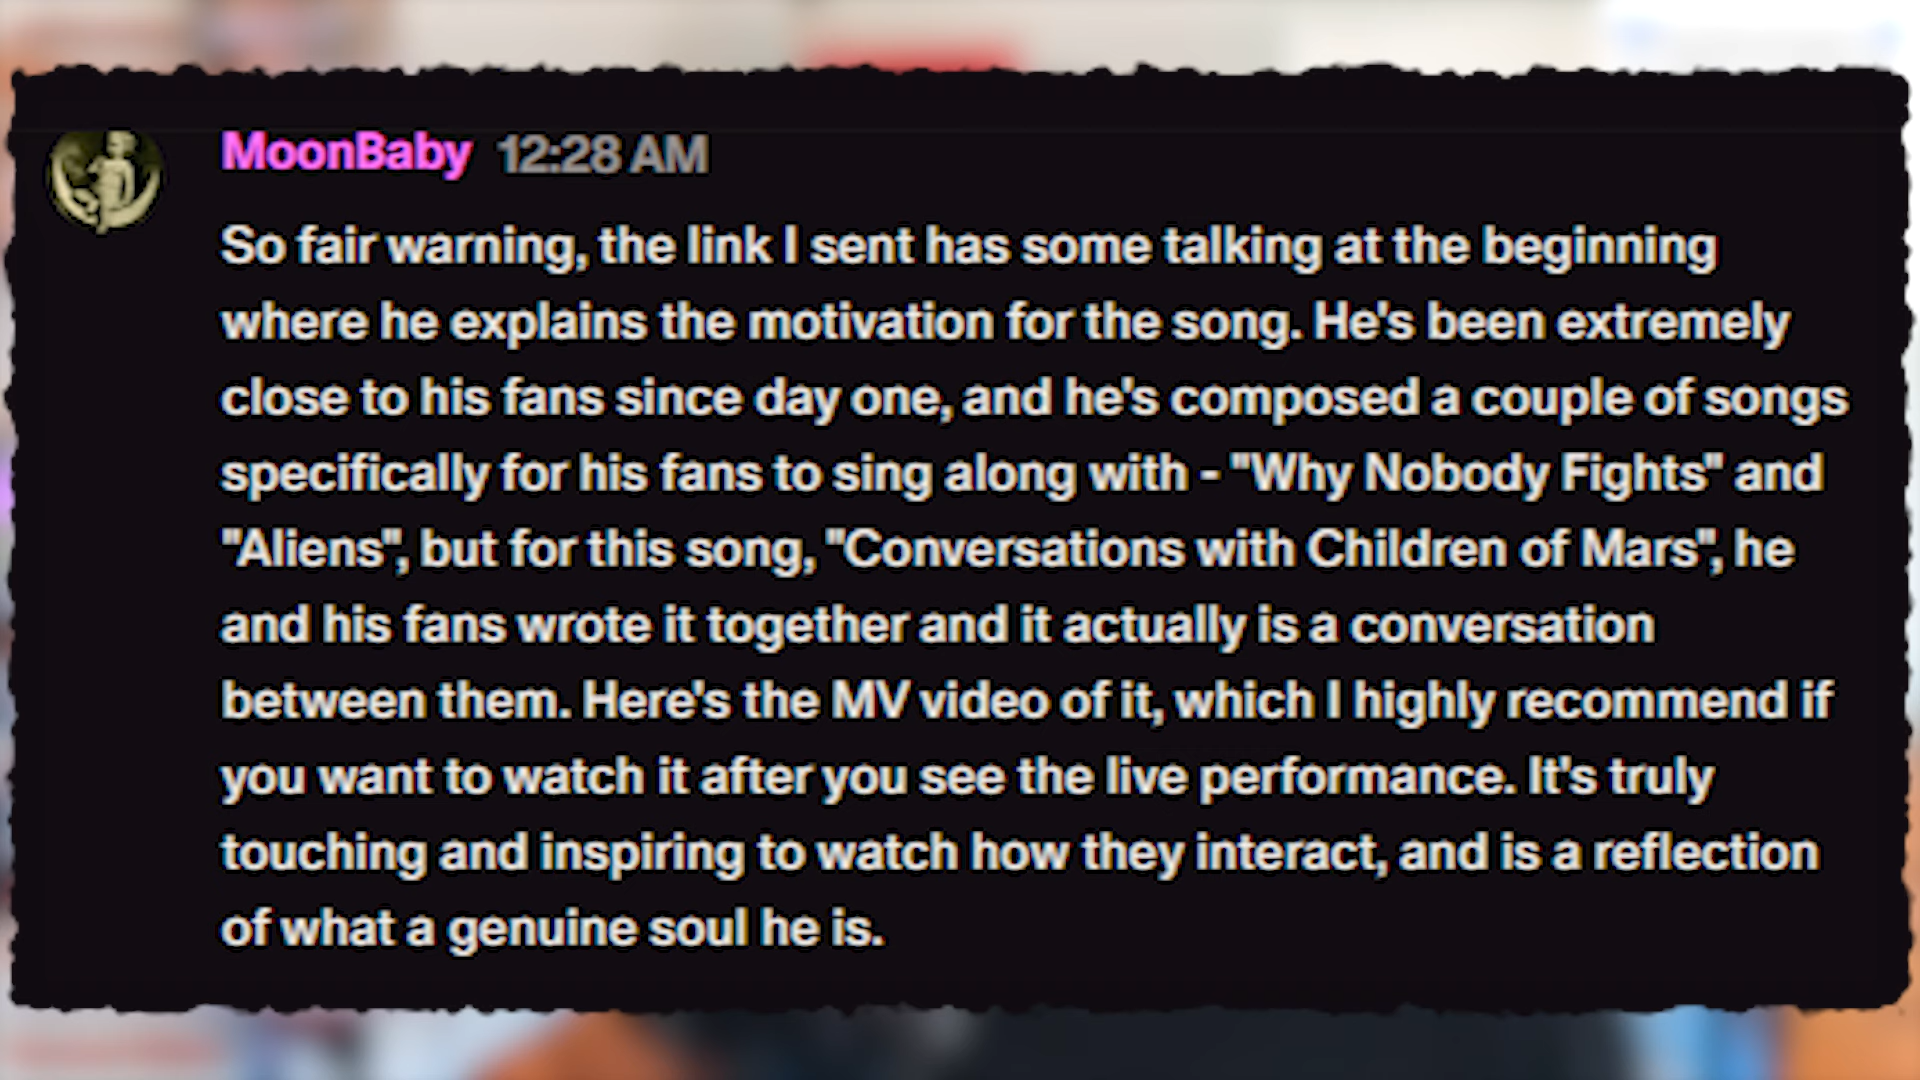 MoonBaby 12:28 AM
So fair warning, the link I sent has some talking at the beginning
where he explains the motivation for the song. He's been extremely
close to his fans since day one, and he's composed a couple of songs
specifically for his fans to sing along with - "Why Nobody Fights" and
"Aliens", but for this song, "Conversations with Children of Mars", he
and his fans wrote it together and it actually is a conversation
between them. Here's the MV video of it, which I highly recommend if
you want to watch it after you see the live performance. It's truly
touching and inspiring to watch how they interact, and is a reflection
of what a genuine soul he is.